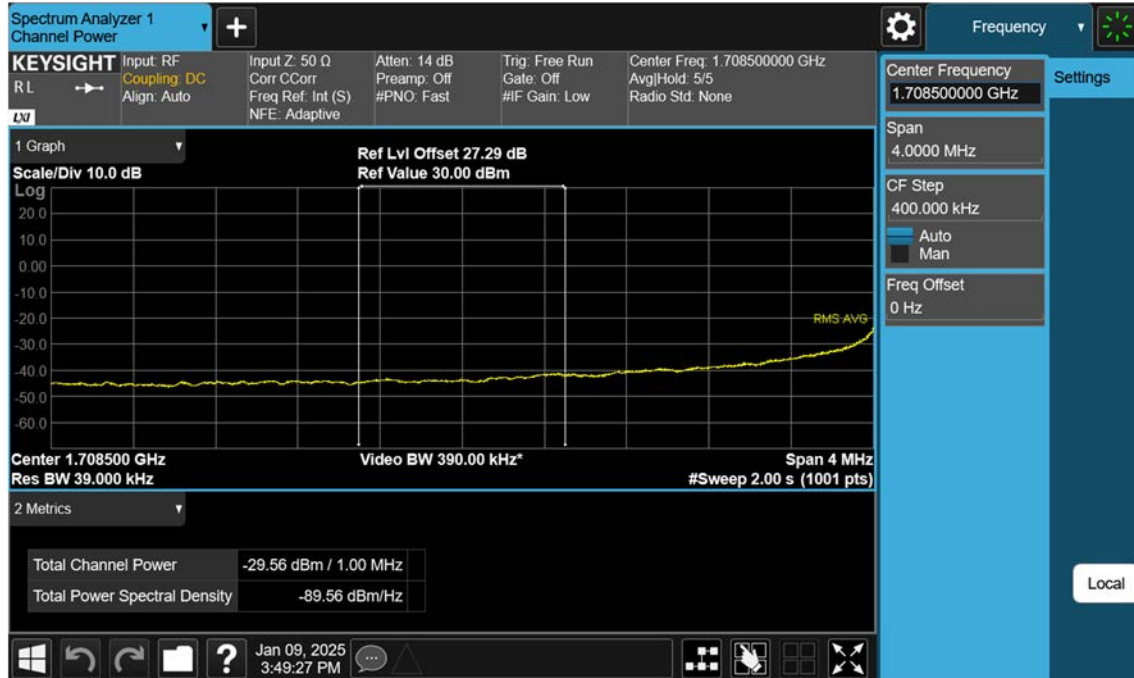 Spectrum Analyzer 1
Channel Power
Frequency
KEYSIGHT
R L
LXI
Input: RF
Coupling: DC
Align: Auto
Input Z: 50 Ω
Corr CCorr
Freq Ref: Int (S)
NFE: Adaptive
Atten: 14 dB
Preamp: Off
#PNO: Fast
Trig: Free Run
Gate: Off
#IF Gain: Low
Center Freq: 1.708500000 GHz
Avg|Hold: 5/5
Radio Std: None
Center Frequency
1.708500000 GHz
Settings
Span
4.0000 MHz
CF Step
400.000 kHz
Auto
Man
Freq Offset
0 Hz
1 Graph
Scale/Div 10.0 dB
Ref Lvl Offset 27.29 dB
Ref Value 30.00 dBm
Log
20.0
10.0
0.00
-10.0
-20.0
-30.0
-40.0
-50.0
-60.0
RMS AVG
Center 1.708500 GHz
Video BW 390.00 kHz*
Span 4 MHz
Res BW 39.000 kHz
#Sweep 2.00 s (1001 pts)
2 Metrics
Total Channel Power -29.56 dBm / 1.00 MHz
Total Power Spectral Density -89.56 dBm/Hz
Local
?
Jan 09, 2025
3:49:27 PM